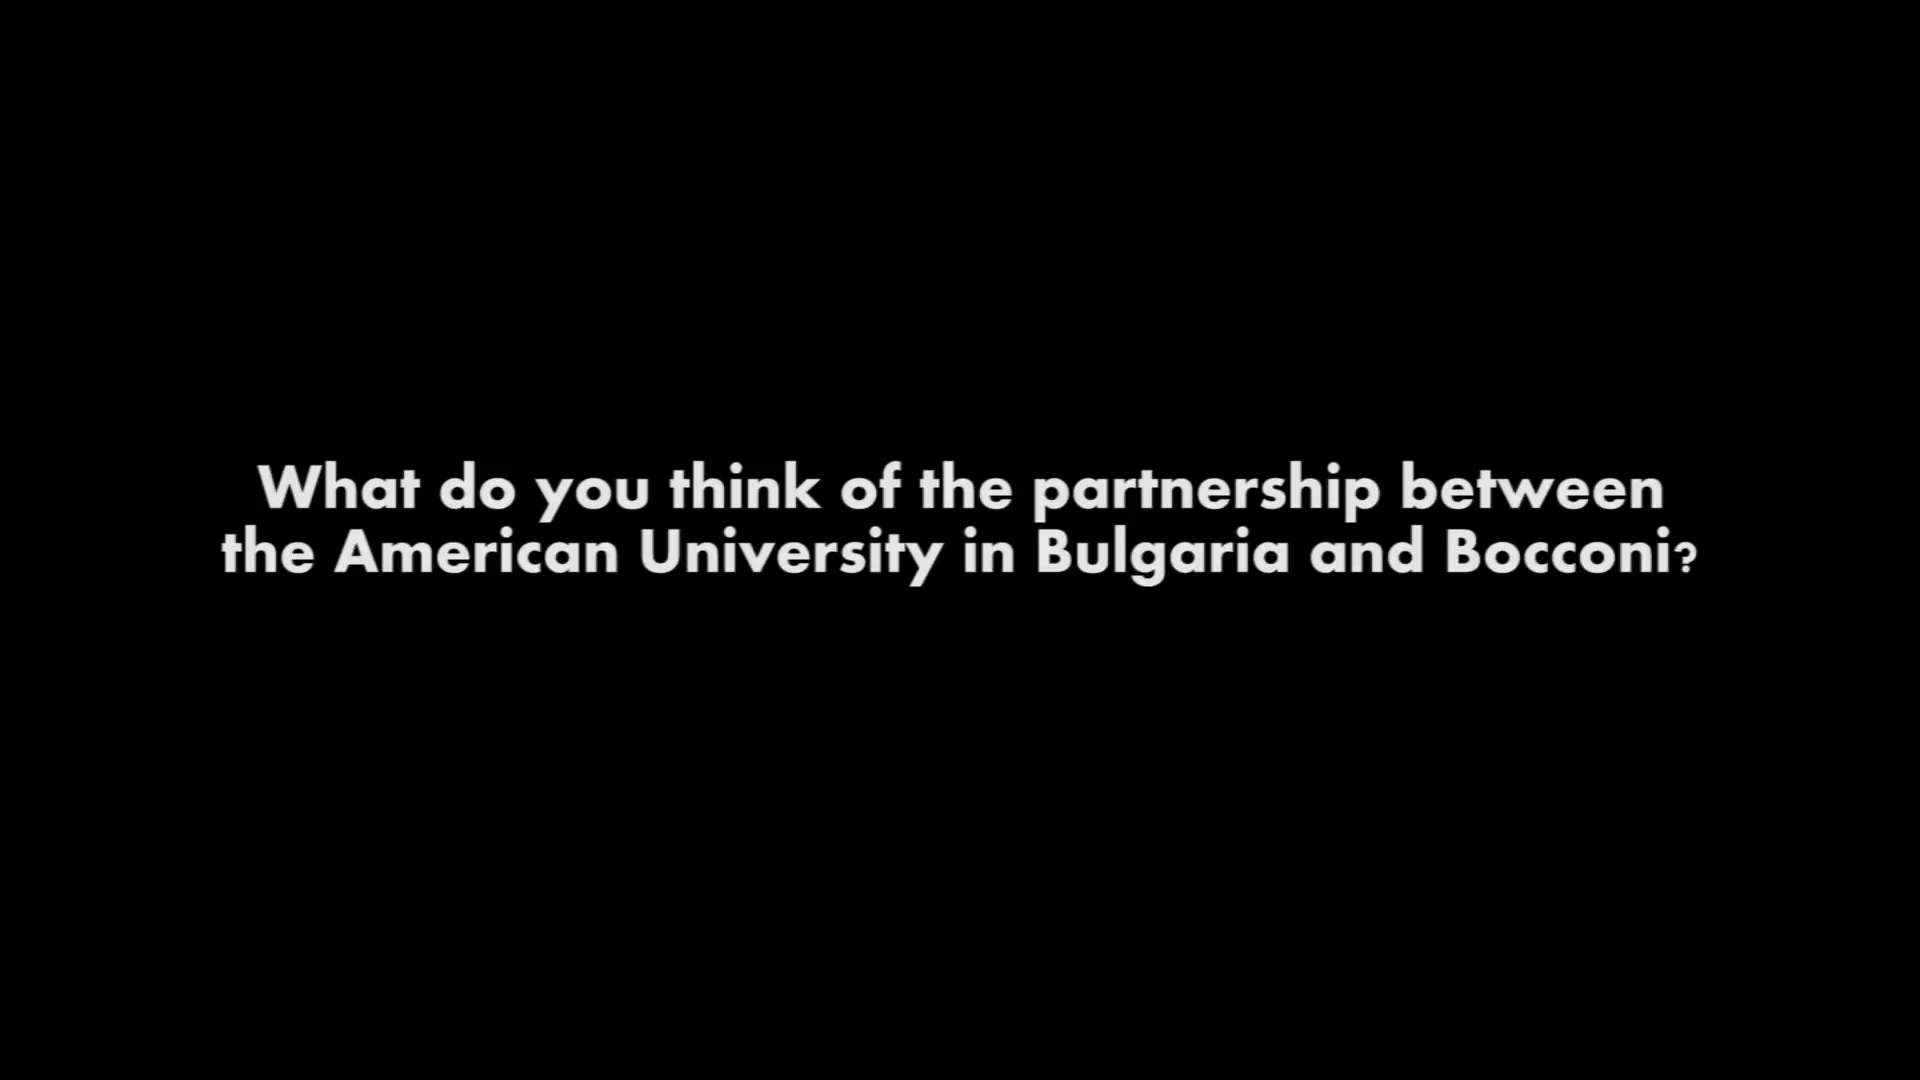 What do you think of the partnership between
the American University in Bulgaria and Bocconi?